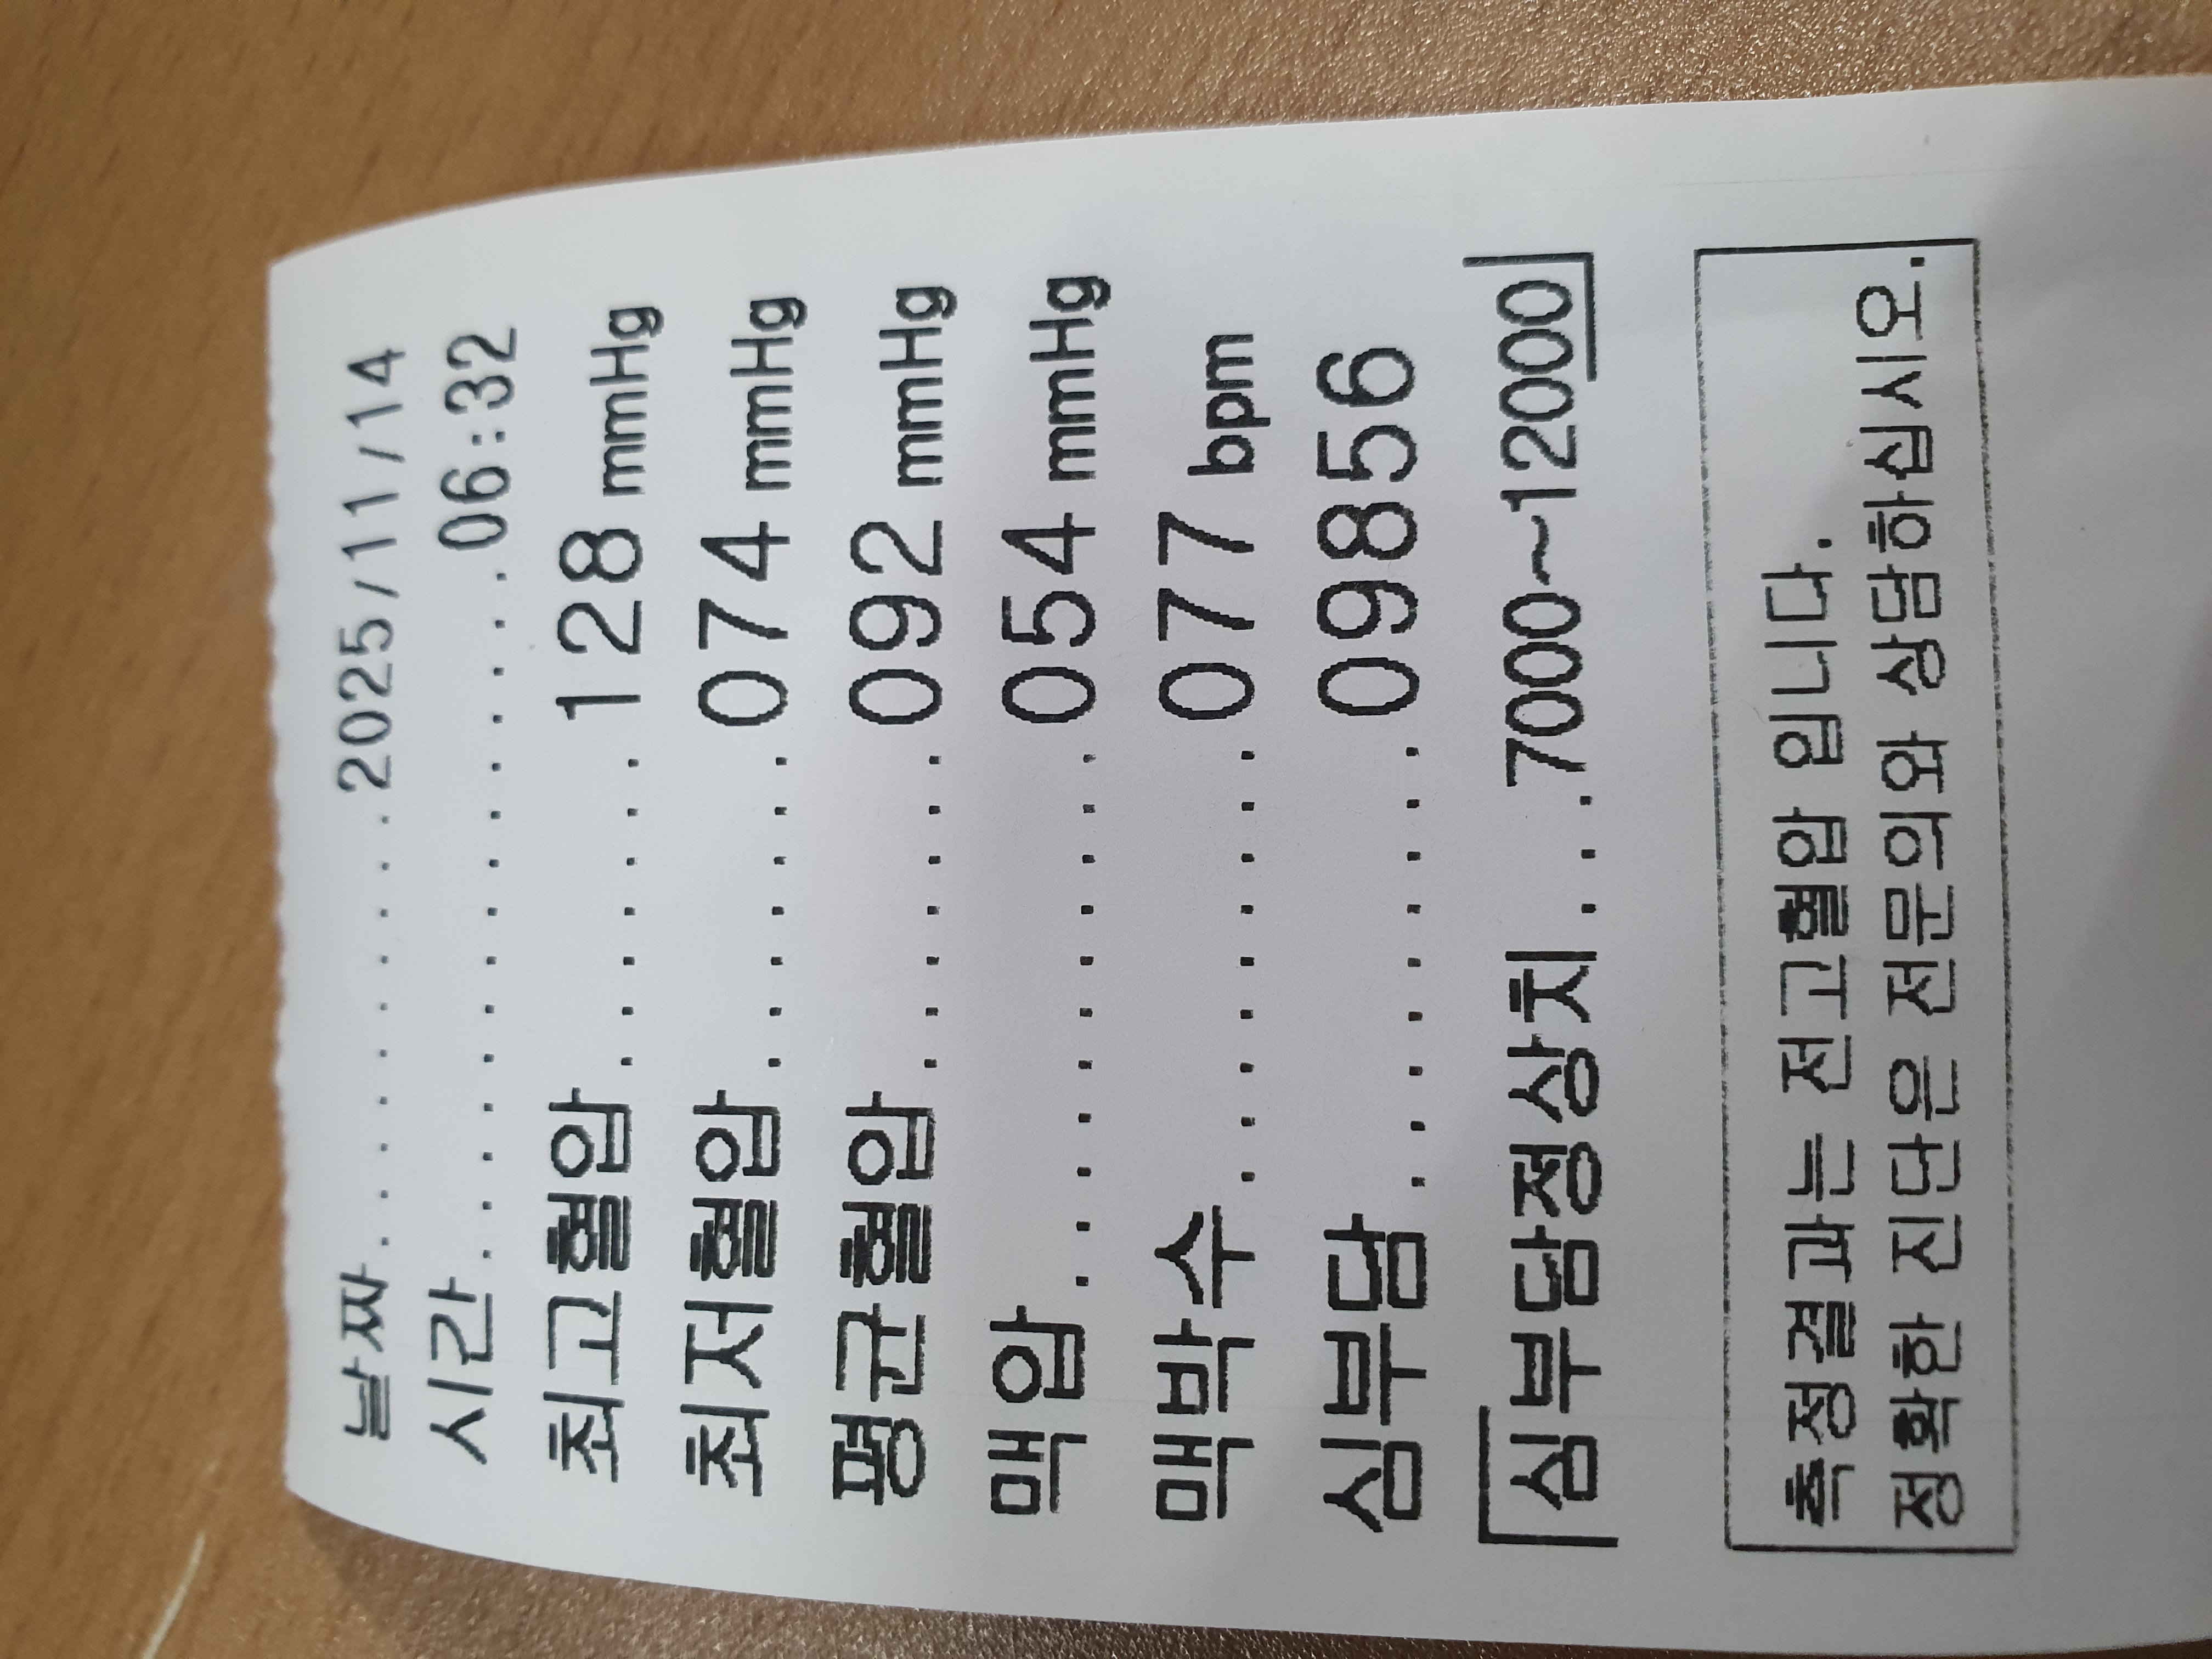 날짜..........2025/11/14
시간..............06:32
최고혈압.......128 mmHg
최저혈압.......074 mmHg
평균혈압.......092 mmHg
맥압...........054 mmHg
맥박수.........077 bpm
심부담.........09856
「심부담정상치...7000~12000」
측정결과는 전고혈압 입니다.
정확한 진단은 전문의와 상담하십시오.